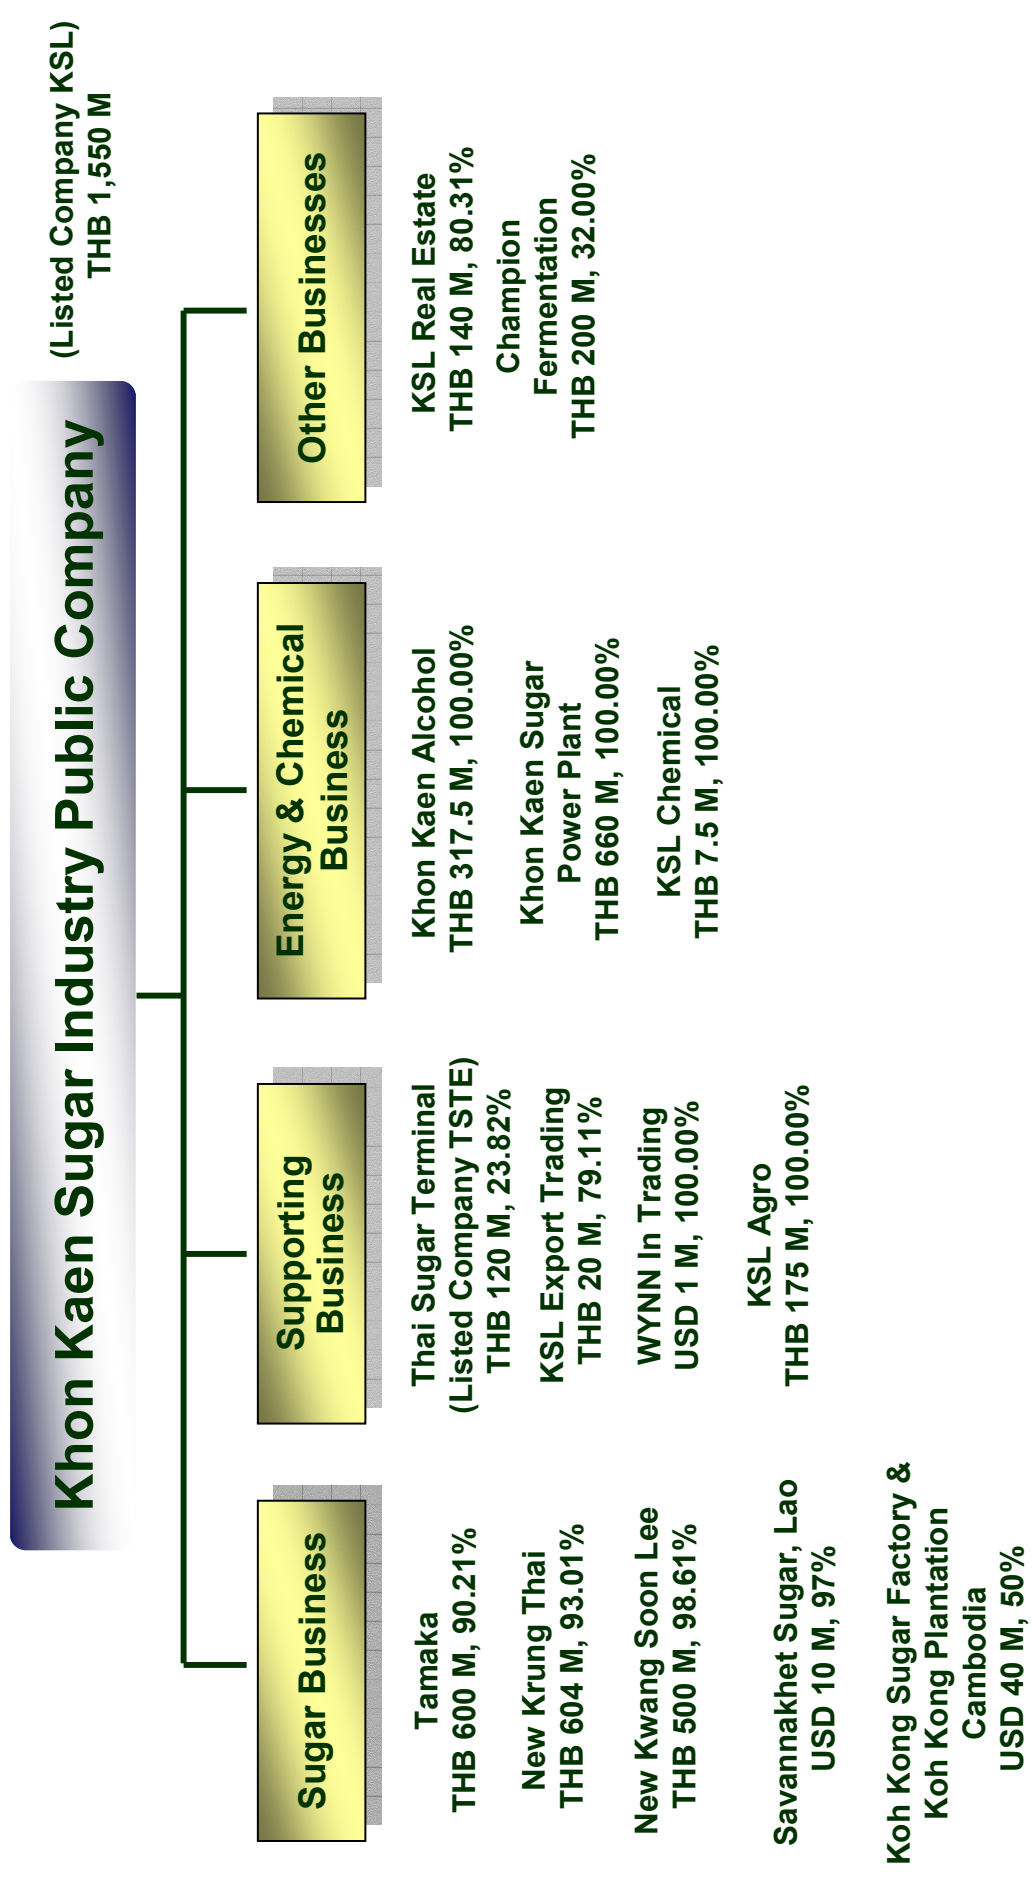 Khon Kaen Sugar Industry Public Company
(Listed Company KSL)
THB 1,550 M
Sugar Business
Tamaka
THB 600 M, 90.21%
New Krung Thai
THB 604 M, 93.01%
New Kwang Soon Lee
THB 500 M, 98.61%
Savannakhet Sugar, Lao
USD 10 M, 97%
Koh Kong Sugar Factory &
Koh Kong Plantation
Cambodia
USD 40 M, 50%
Supporting
Business
Thai Sugar Terminal
(Listed Company TSTE)
THB 120 M, 23.82%
KSL Export Trading
THB 20 M, 79.11%
WYNN In Trading
USD 1 M, 100.00%
KSL Agro
THB 175 M, 100.00%
Energy & Chemical
Business
Khon Kaen Alcohol
THB 317.5 M, 100.00%
Khon Kaen Sugar
Power Plant
THB 660 M, 100.00%
KSL Chemical
THB 7.5 M, 100.00%
Other Businesses
KSL Real Estate
THB 140 M, 80.31%
Champion
Fermentation
THB 200 M, 32.00%